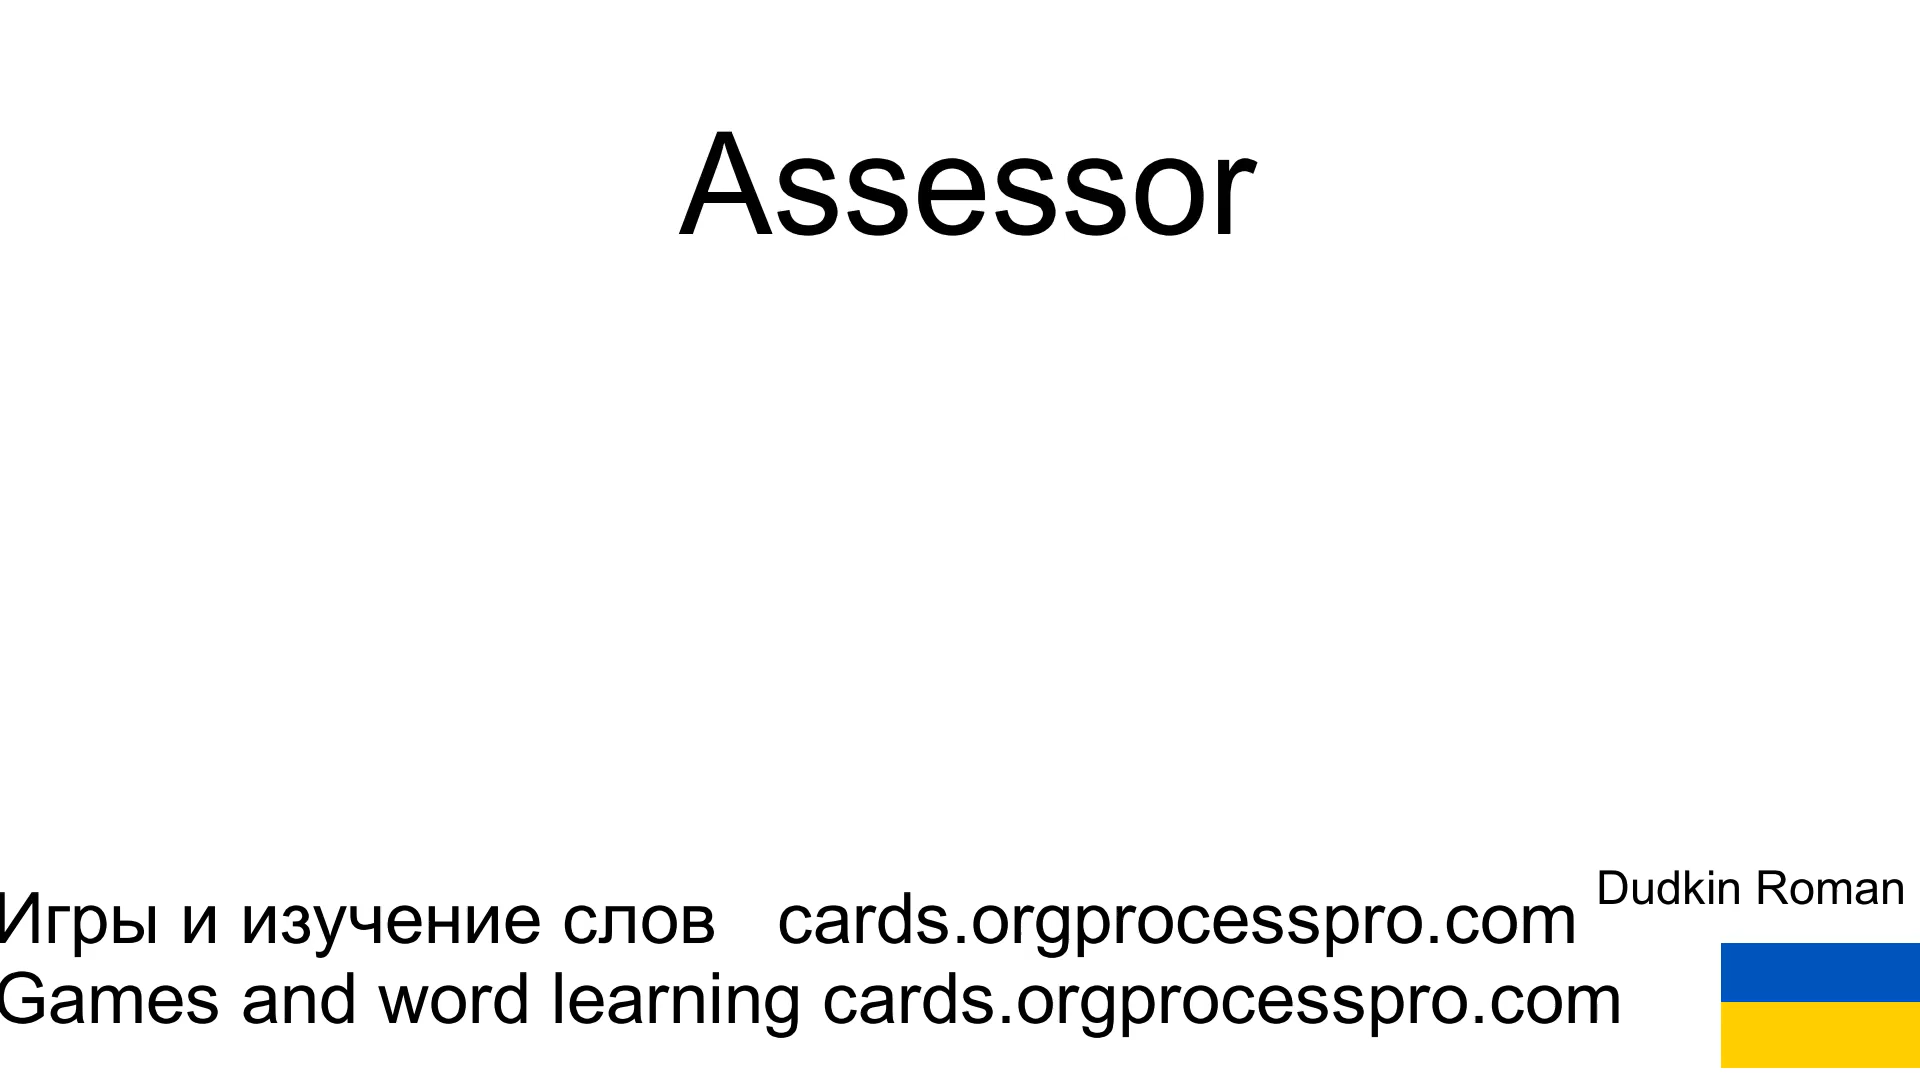 Assessor
Dudkin Roman
Игры и изучение слов cards.orgprocesspro.com
Games and word learning cards.orgprocesspro.com